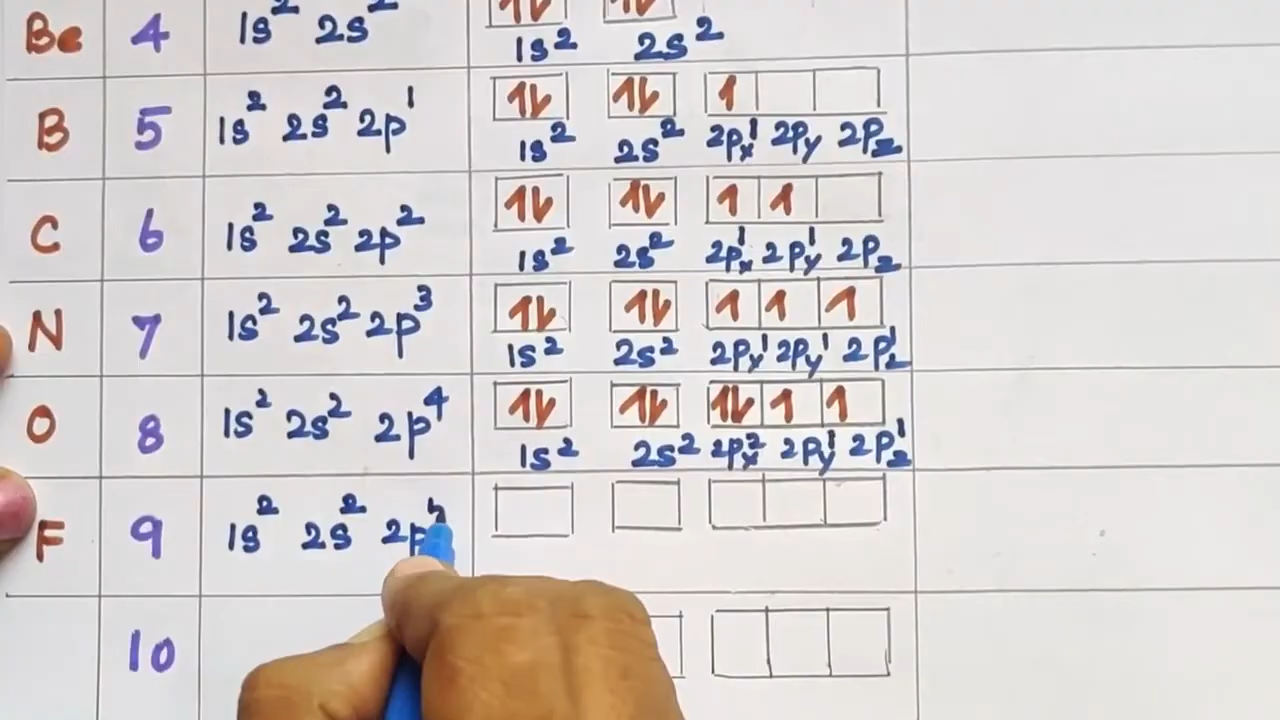 Be 4 1s² 2s² 1s² 2s²
B 5 1s² 2s² 2p¹ 1s² 2s² 2px¹ 2py 2pz
C 6 1s² 2s² 2p² 1s² 2s² 2px¹ 2py¹ 2pz
N 7 1s² 2s² 2p³ 1s² 2s² 2px¹ 2py¹ 2pz¹
O 8 1s² 2s² 2p⁴ 1s² 2s² 2px² 2py¹ 2pz¹
F 9 1s² 2s² 2p
10